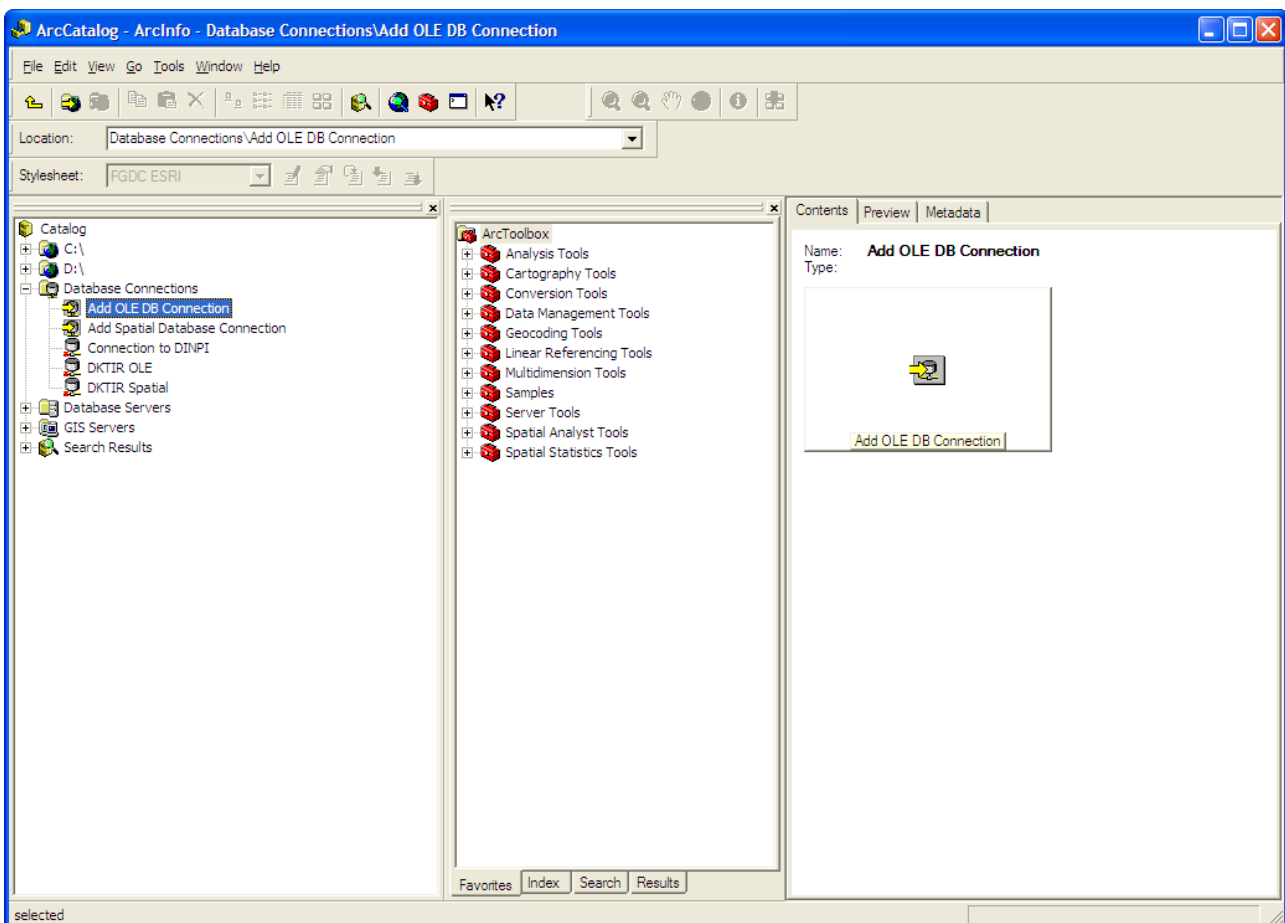 ArcCatalog - ArcInfo - Database Connections\Add OLE DB Connection
File Edit View Go Tools Window Help
Location: Database Connections\Add OLE DB Connection
Stylesheet: FGDC ESRI
Catalog
C:\
D:\
Database Connections
Add OLE DB Connection
Add Spatial Database Connection
Connection to DINPI
DKTIR OLE
DKTIR Spatial
Database Servers
GIS Servers
Search Results
ArcToolbox
Analysis Tools
Cartography Tools
Conversion Tools
Data Management Tools
Geocoding Tools
Linear Referencing Tools
Multidimension Tools
Samples
Server Tools
Spatial Analyst Tools
Spatial Statistics Tools
Favorites Index Search Results
Contents Preview Metadata
Name: Add OLE DB Connection
Type:
Add OLE DB Connection
selected